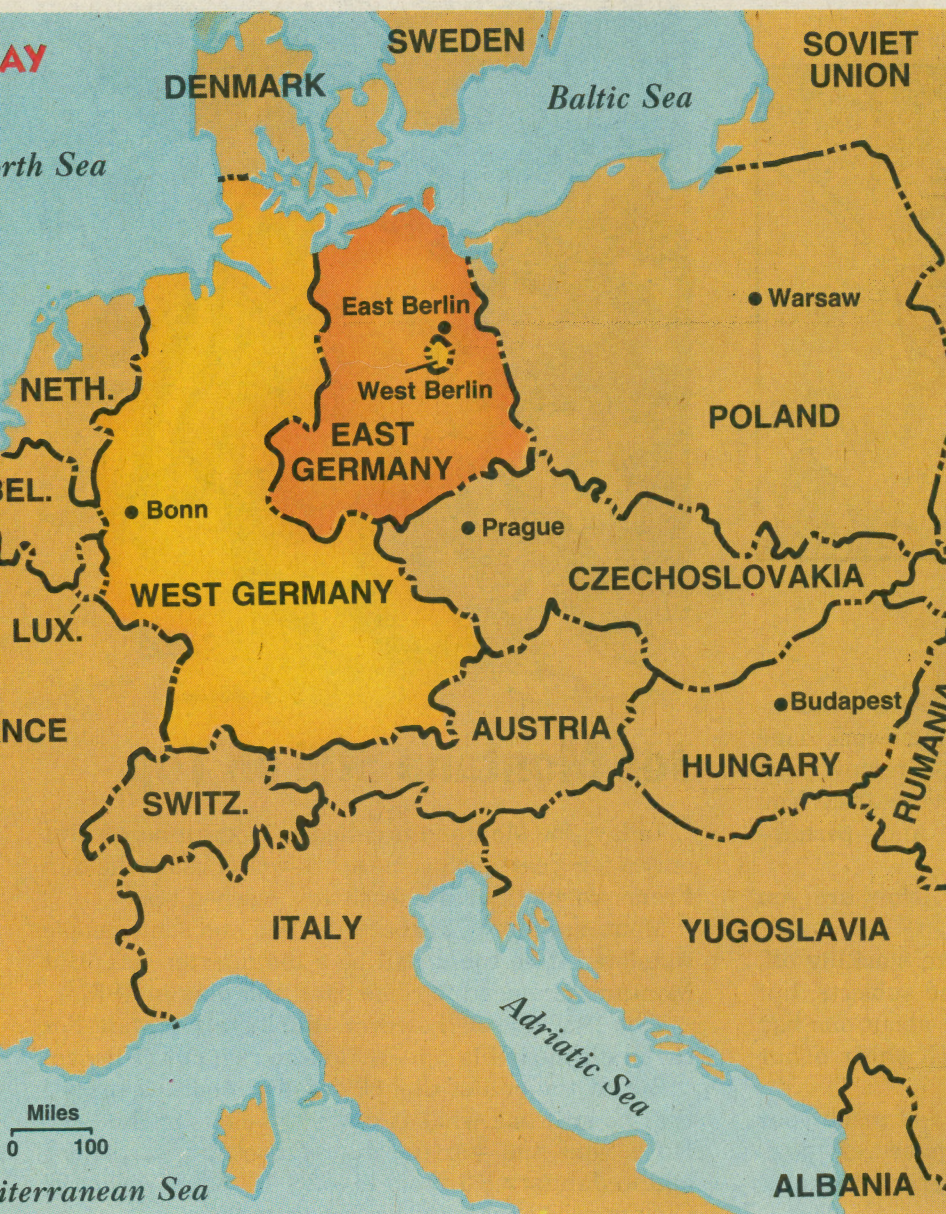 AY
SWEDEN
SOVIET
UNION
DENMARK
Baltic Sea
rth Sea
East Berlin
Warsaw
West Berlin
NETH.
POLAND
EAST
GERMANY
BEL.
Bonn
Prague
WEST GERMANY
CZECHOSLOVAKIA
LUX.
NCE
AUSTRIA
Budapest
HUNGARY
RUMANIA
SWITZ.
ITALY
YUGOSLAVIA
Adriatic Sea
Miles
0 100
iterranean Sea
ALBANIA